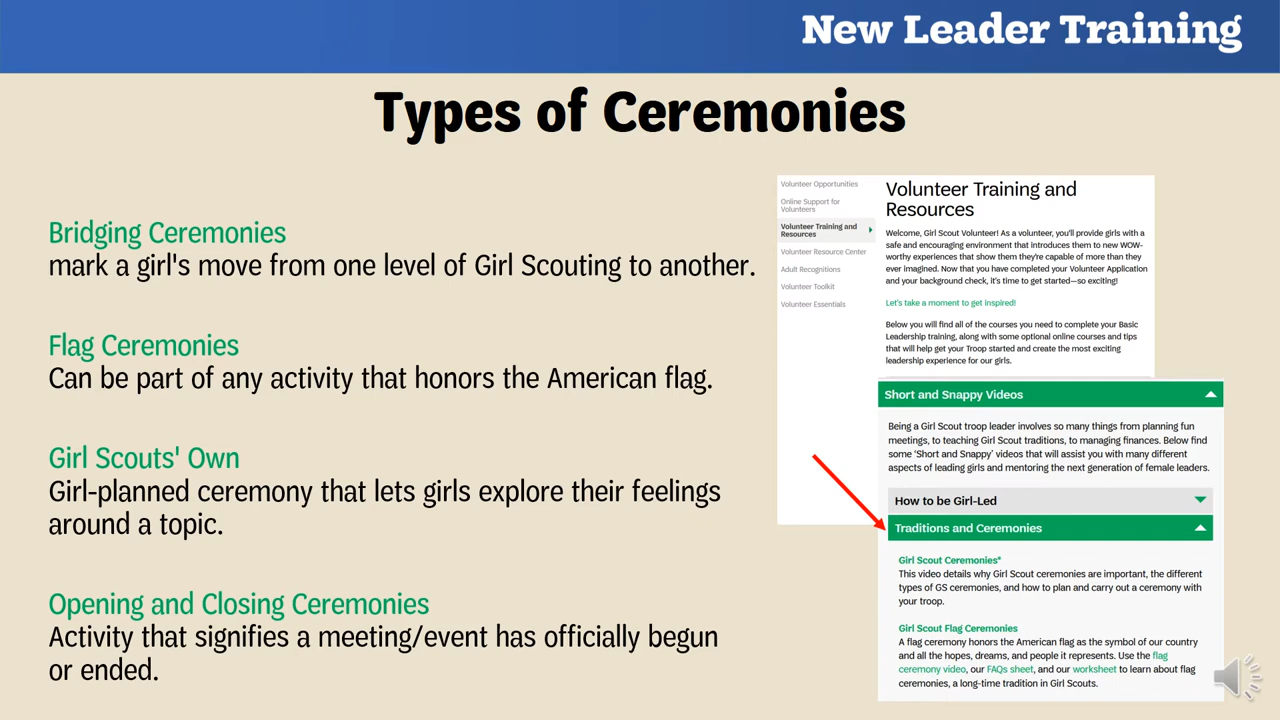 New Leader Training
Types of Ceremonies
Bridging Ceremonies
mark a girl's move from one level of Girl Scouting to another.
Flag Ceremonies
Can be part of any activity that honors the American flag.
Girl Scouts' Own
Girl-planned ceremony that lets girls explore their feelings
around a topic.
Opening and Closing Ceremonies
Activity that signifies a meeting/event has officially begun
or ended.
Volunteer Opportunities
Online Support for
Volunteers
Volunteer Training and
Resources
Volunteer Resource Center
Adult Recognitions
Volunteer Toolkit
Volunteer Essentials
Volunteer Training and
Resources
Welcome, Girl Scout Volunteer! As a volunteer, you'll provide girls with a
safe and encouraging environment that introduces them to new WOW-
worthy experiences that show them they're capable of more than they
ever imagined. Now that you have completed your Volunteer Application
and your background check, it's time to get started—so exciting!
Let's take a moment to get inspired!
Below you will find all of the courses you need to complete your Basic
Leadership training, along with some optional online courses and tips
that will help get your Troop started and create the most exciting
leadership experience for our girls.
Short and Snappy Videos
Being a Girl Scout troop leader involves so many things from planning fun
meetings, to teaching Girl Scout traditions, to managing finances. Below find
some ‘Short and Snappy’ videos that will assist you with many different
aspects of leading girls and mentoring the next generation of female leaders.
How to be Girl-Led
Traditions and Ceremonies
Girl Scout Ceremonies*
This video details why Girl Scout ceremonies are important, the different
types of GS ceremonies, and how to plan and carry out a ceremony with
your troop.
Girl Scout Flag Ceremonies
A flag ceremony honors the American flag as the symbol of our country
and all the hopes, dreams, and people it represents. Use the flag
ceremony video, our FAQs sheet, and our worksheet to learn about flag
ceremonies, a long-time tradition in Girl Scouts.